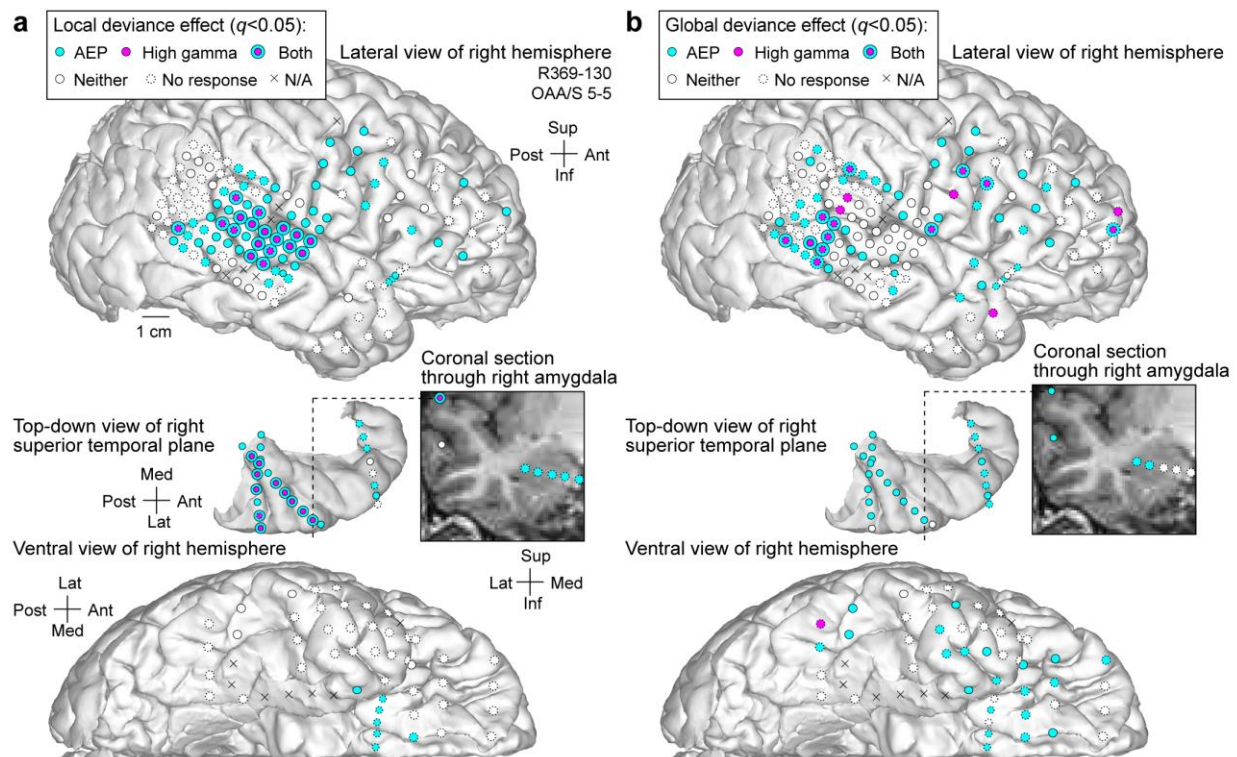 a
Local deviance effect (q<0.05):
AEP High gamma Both
Neither No response N/A
Lateral view of right hemisphere
R369-130
OAA/S 5-5
Sup
Post Ant
Inf
1 cm
Coronal section
through right amygdala
Top-down view of right
superior temporal plane
Med
Post Ant
Lat
Ventral view of right hemisphere
Lat
Post Ant
Med
Sup
Lat Med
Inf
b
Global deviance effect (q<0.05):
AEP High gamma Both
Neither No response N/A
Lateral view of right hemisphere
Coronal section
through right amygdala
Top-down view of right
superior temporal plane
Ventral view of right hemisphere